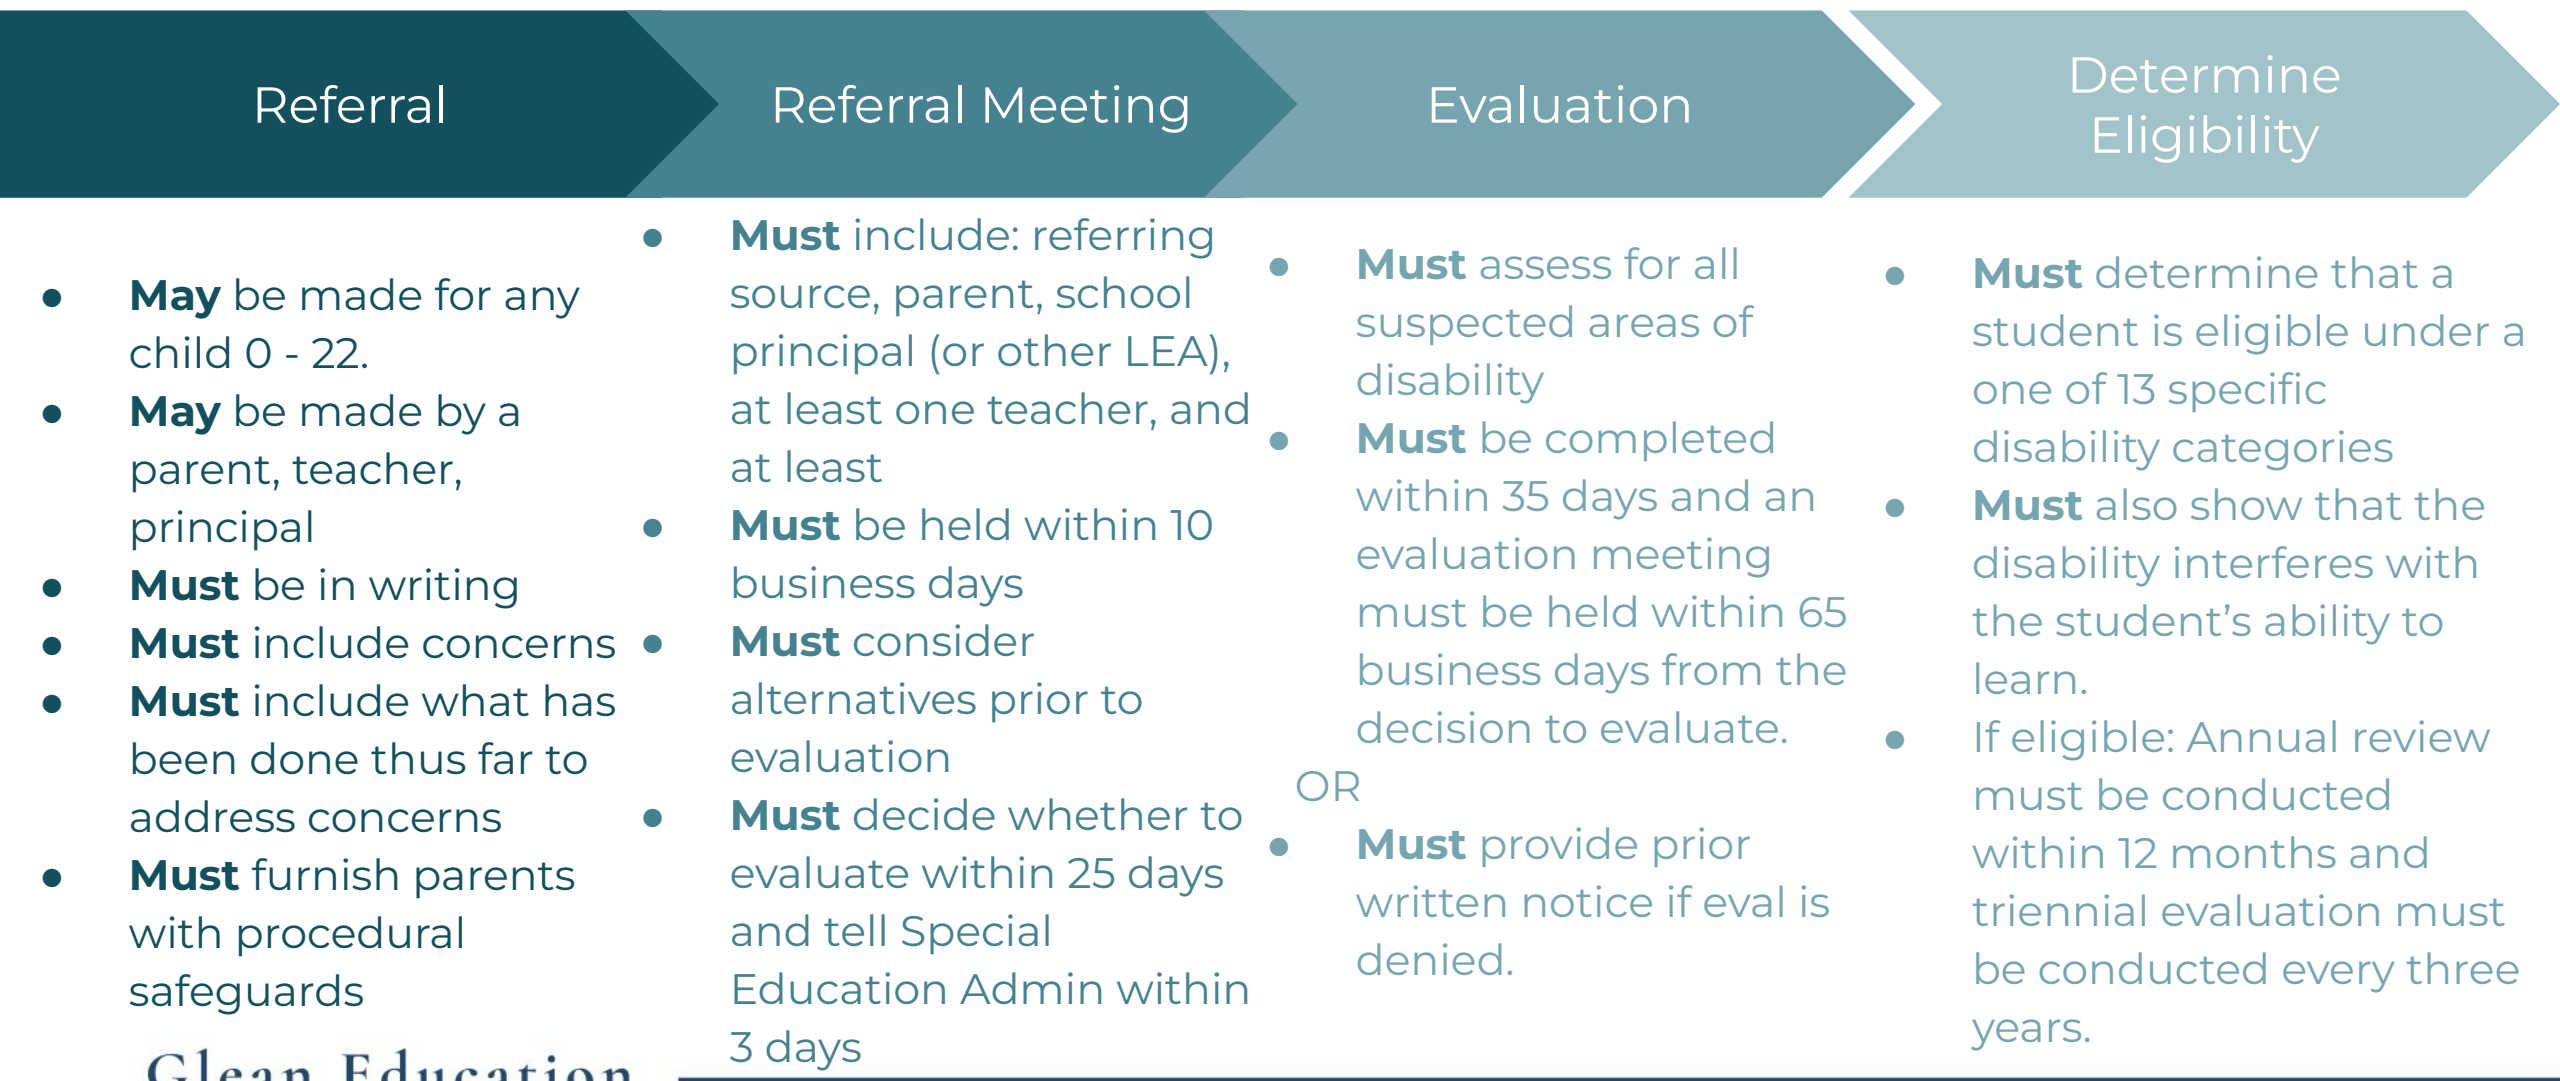 Referral
Referral Meeting
Evaluation
Determine
Eligibility
● May be made for any
child 0 - 22.
● May be made by a
parent, teacher,
principal
● Must be in writing
● Must include concerns
● Must include what has
been done thus far to
address concerns
● Must furnish parents
with procedural
safeguards
● Must include: referring
source, parent, school
principal (or other LEA),
at least one teacher, and
at least
● Must be held within 10
business days
● Must consider
alternatives prior to
evaluation
● Must decide whether to
evaluate within 25 days
and tell Special
Education Admin within
3 days
● Must assess for all
suspected areas of
disability
● Must be completed
within 35 days and an
evaluation meeting
must be held within 65
business days from the
decision to evaluate.
OR
● Must provide prior
written notice if eval is
denied.
● Must determine that a
student is eligible under a
one of 13 specific
disability categories
● Must also show that the
disability interferes with
the student’s ability to
learn.
● If eligible: Annual review
must be conducted
within 12 months and
triennial evaluation must
be conducted every three
years.
Glean Education